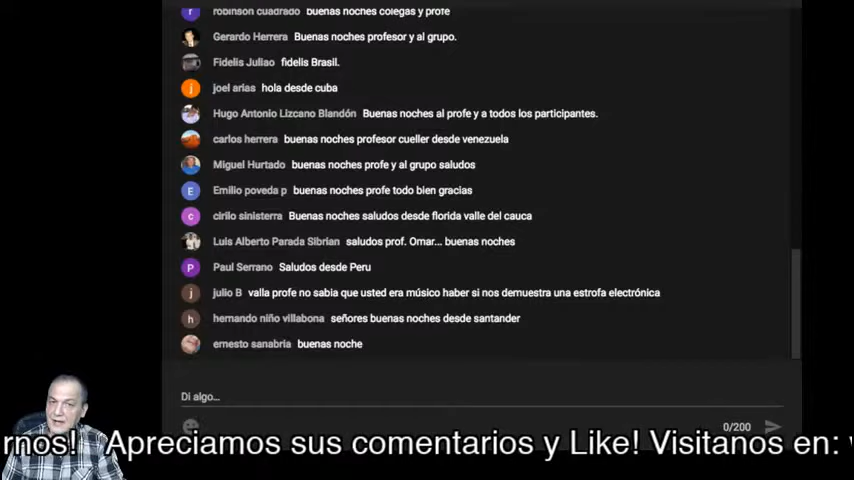 robinson cuadrado buenas noches colegas y profe
Gerardo Herrera Buenas noches profesor y al grupo.
Fidelis Juliao fidelis Brasil.
j joel arias hola desde cuba
Hugo Antonio Lizcano Blandón Buenas noches al profe y a todos los participantes.
carlos herrera buenas noches profesor cueller desde venezuela
Miguel Hurtado buenas noches profe y al grupo saludos
E Emilio poveda p buenas noches profe todo bien gracias
c cirilo sinisterra Buenas noches saludos desde florida valle del cauca
Luis Alberto Parada Sibrian saludos prof. Omar... buenas noches
P Paul Serrano Saludos desde Peru
j julio B valla profe no sabia que usted era músico haber si nos demuestra una estrofa electrónica
h hernando niño villabona señores buenas noches desde santander
ernesto sanabria buenas noche
Di algo...
0/200
rnos! Apreciamos sus comentarios y Like! Visitanos en: